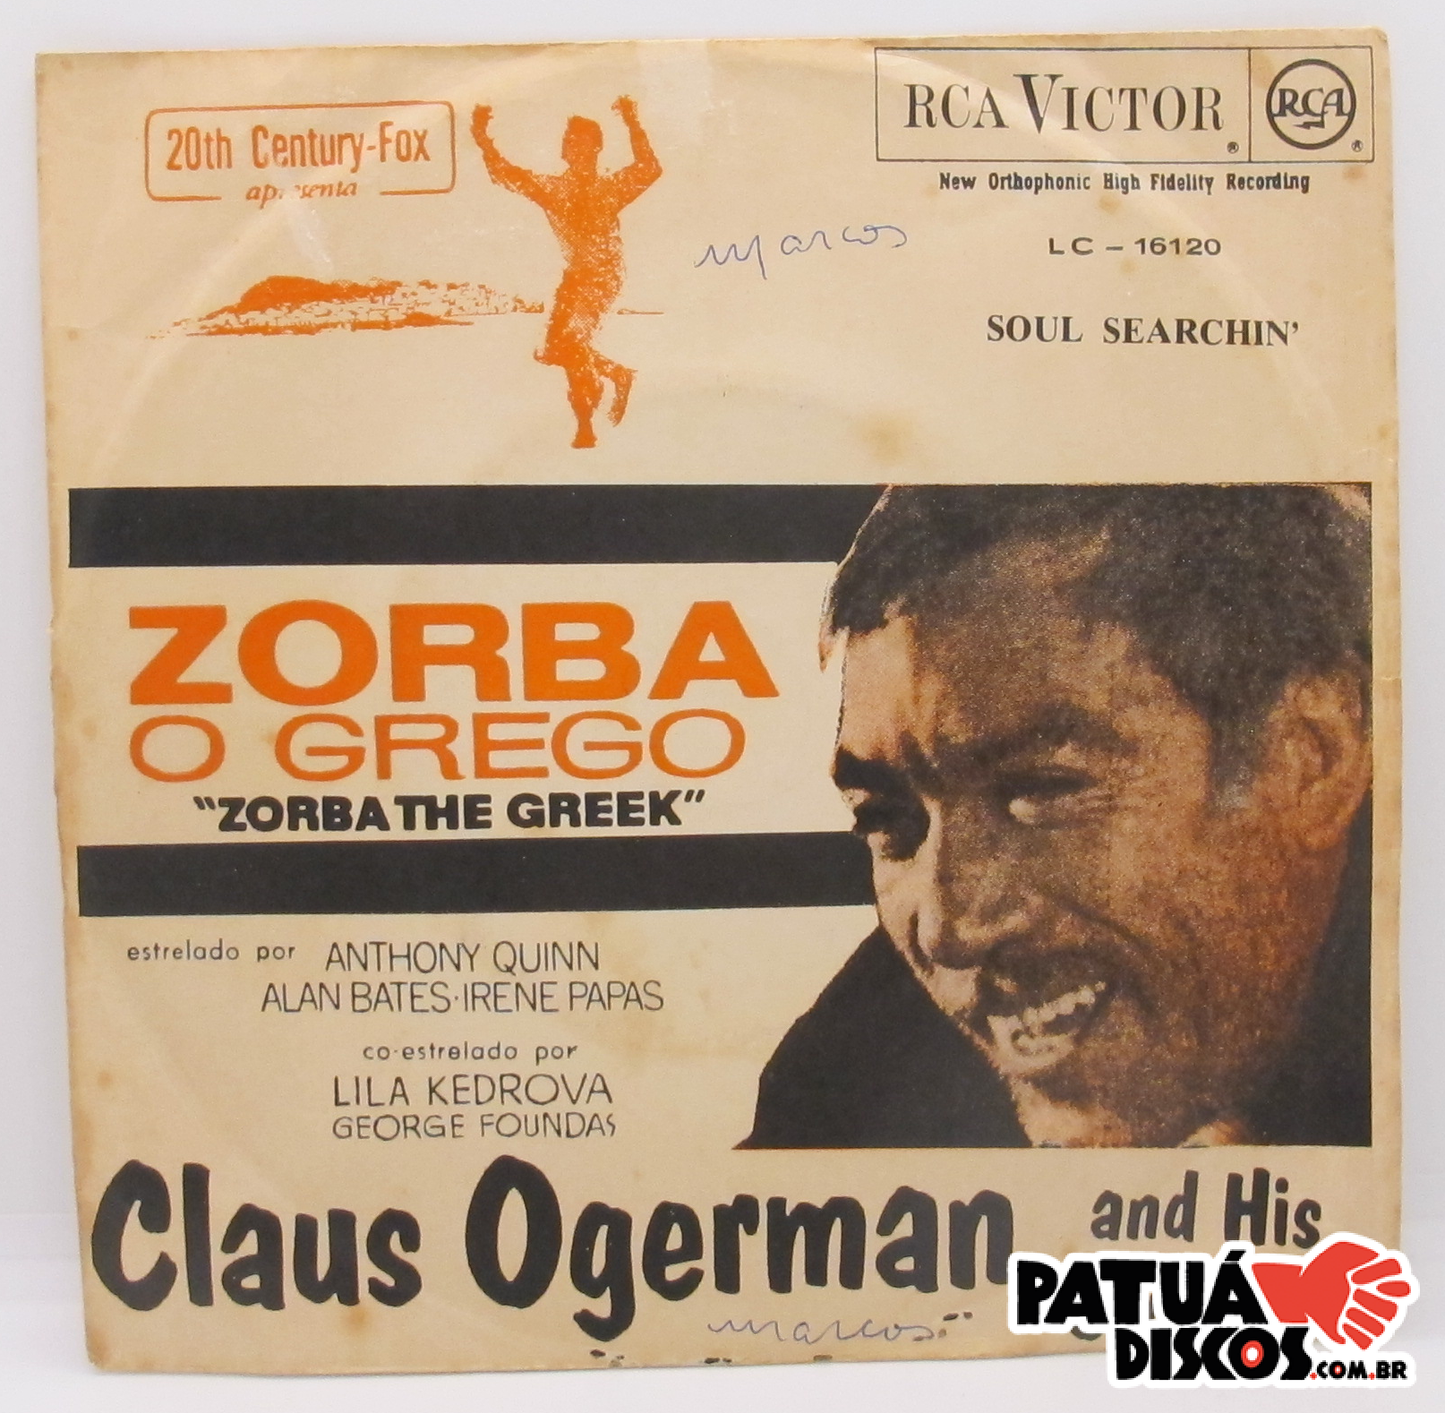 20th Century-Fox
apresenta
RCA VICTOR ® RCA ®
New Orthophonic High Fidelity Recording
Marcos
LC – 16120
SOUL SEARCHIN’
ZORBA
O GREGO
"ZORBA THE GREEK"
estrelado por ANTHONY QUINN
ALAN BATES·IRENE PAPAS
co-estrelado por
LILA KEDROVA
GEORGE FOUNDAS
Claus Ogerman and His
marcos
PATUÁ
DISCOS.COM.BR